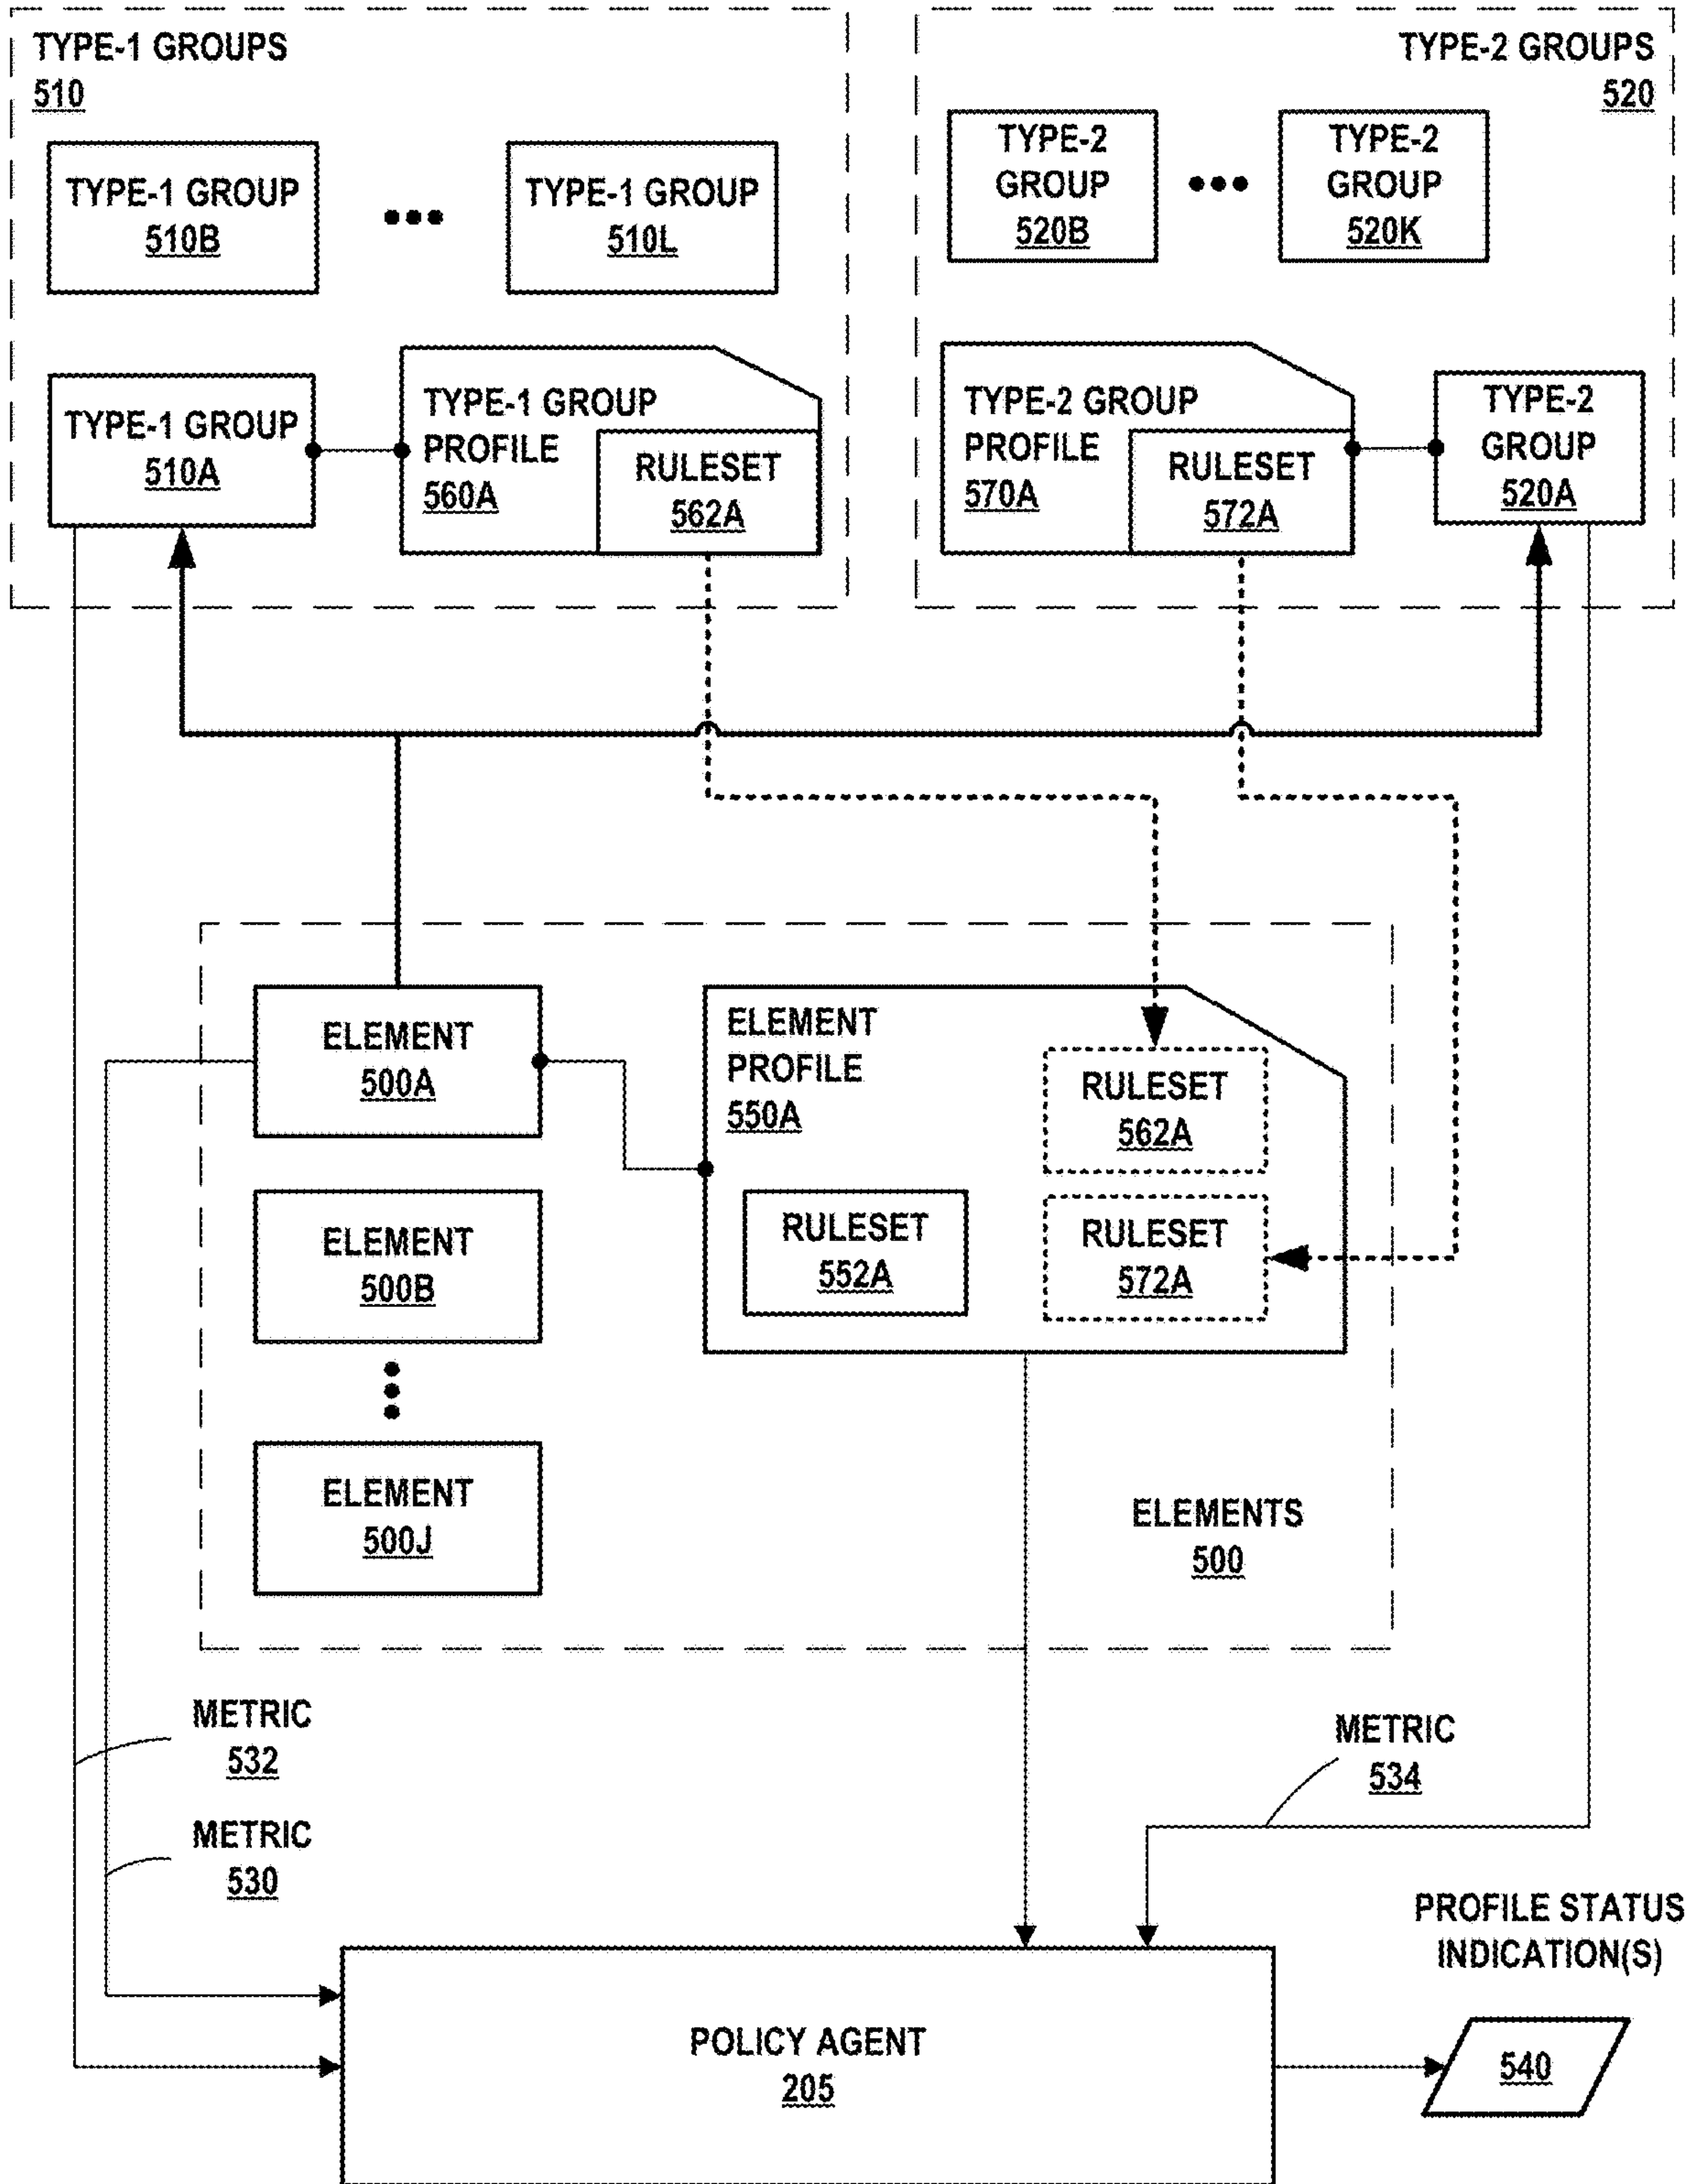 TYPE-1 GROUPS
510
TYPE-2 GROUPS
520
TYPE-1 GROUP
510B
TYPE-1 GROUP
510L
TYPE-2
GROUP
520B
TYPE-2
GROUP
520K
TYPE-1 GROUP
510A
TYPE-1 GROUP
PROFILE
560A
RULESET
562A
TYPE-2 GROUP
PROFILE
570A
RULESET
572A
TYPE-2
GROUP
520A
ELEMENT
500A
ELEMENT
PROFILE
550A
RULESET
562A
RULESET
552A
RULESET
572A
ELEMENT
500B
ELEMENT
500J
ELEMENTS
500
METRIC
532
METRIC
534
METRIC
530
PROFILE STATUS
INDICATION(S)
540
POLICY AGENT
205